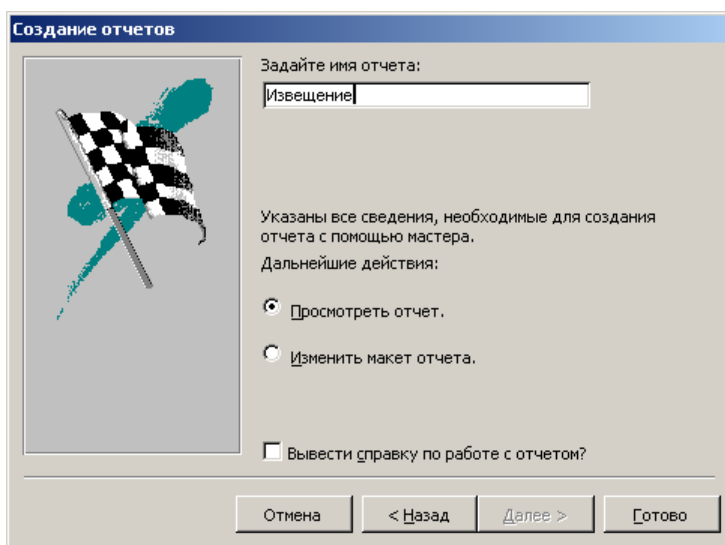 Создание отчетов
Задайте имя отчета:
Извещение
Указаны все сведения, необходимые для создания
отчета с помощью мастера.
Дальнейшие действия:
Просмотреть отчет.
Изменить макет отчета.
Вывести справку по работе с отчетом?
Отмена
< Назад
Далее >
Готово